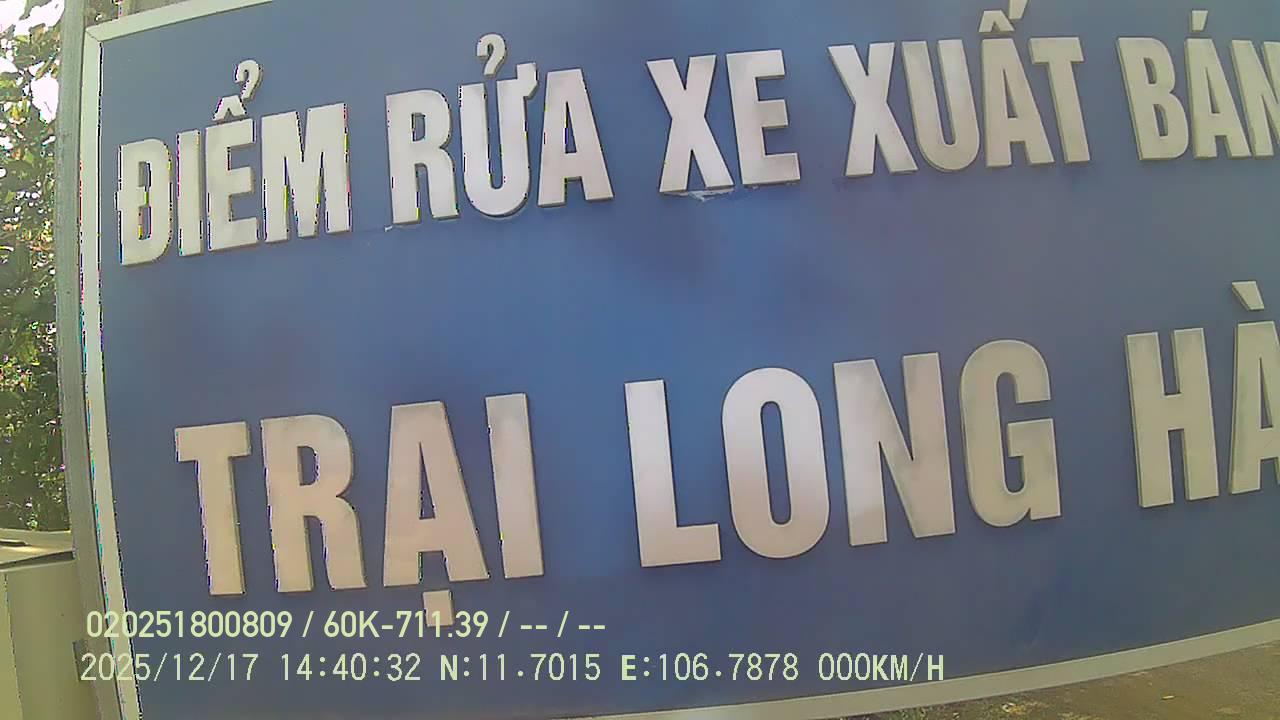 ĐIỂM RỬA XE XUẤT BÁN
TRẠI LONG HÀ
020251800809 / 60K-711.39 / -- / --
2025/12/17 14:40:32 N:11.7015 E:106.7878 000KM/H